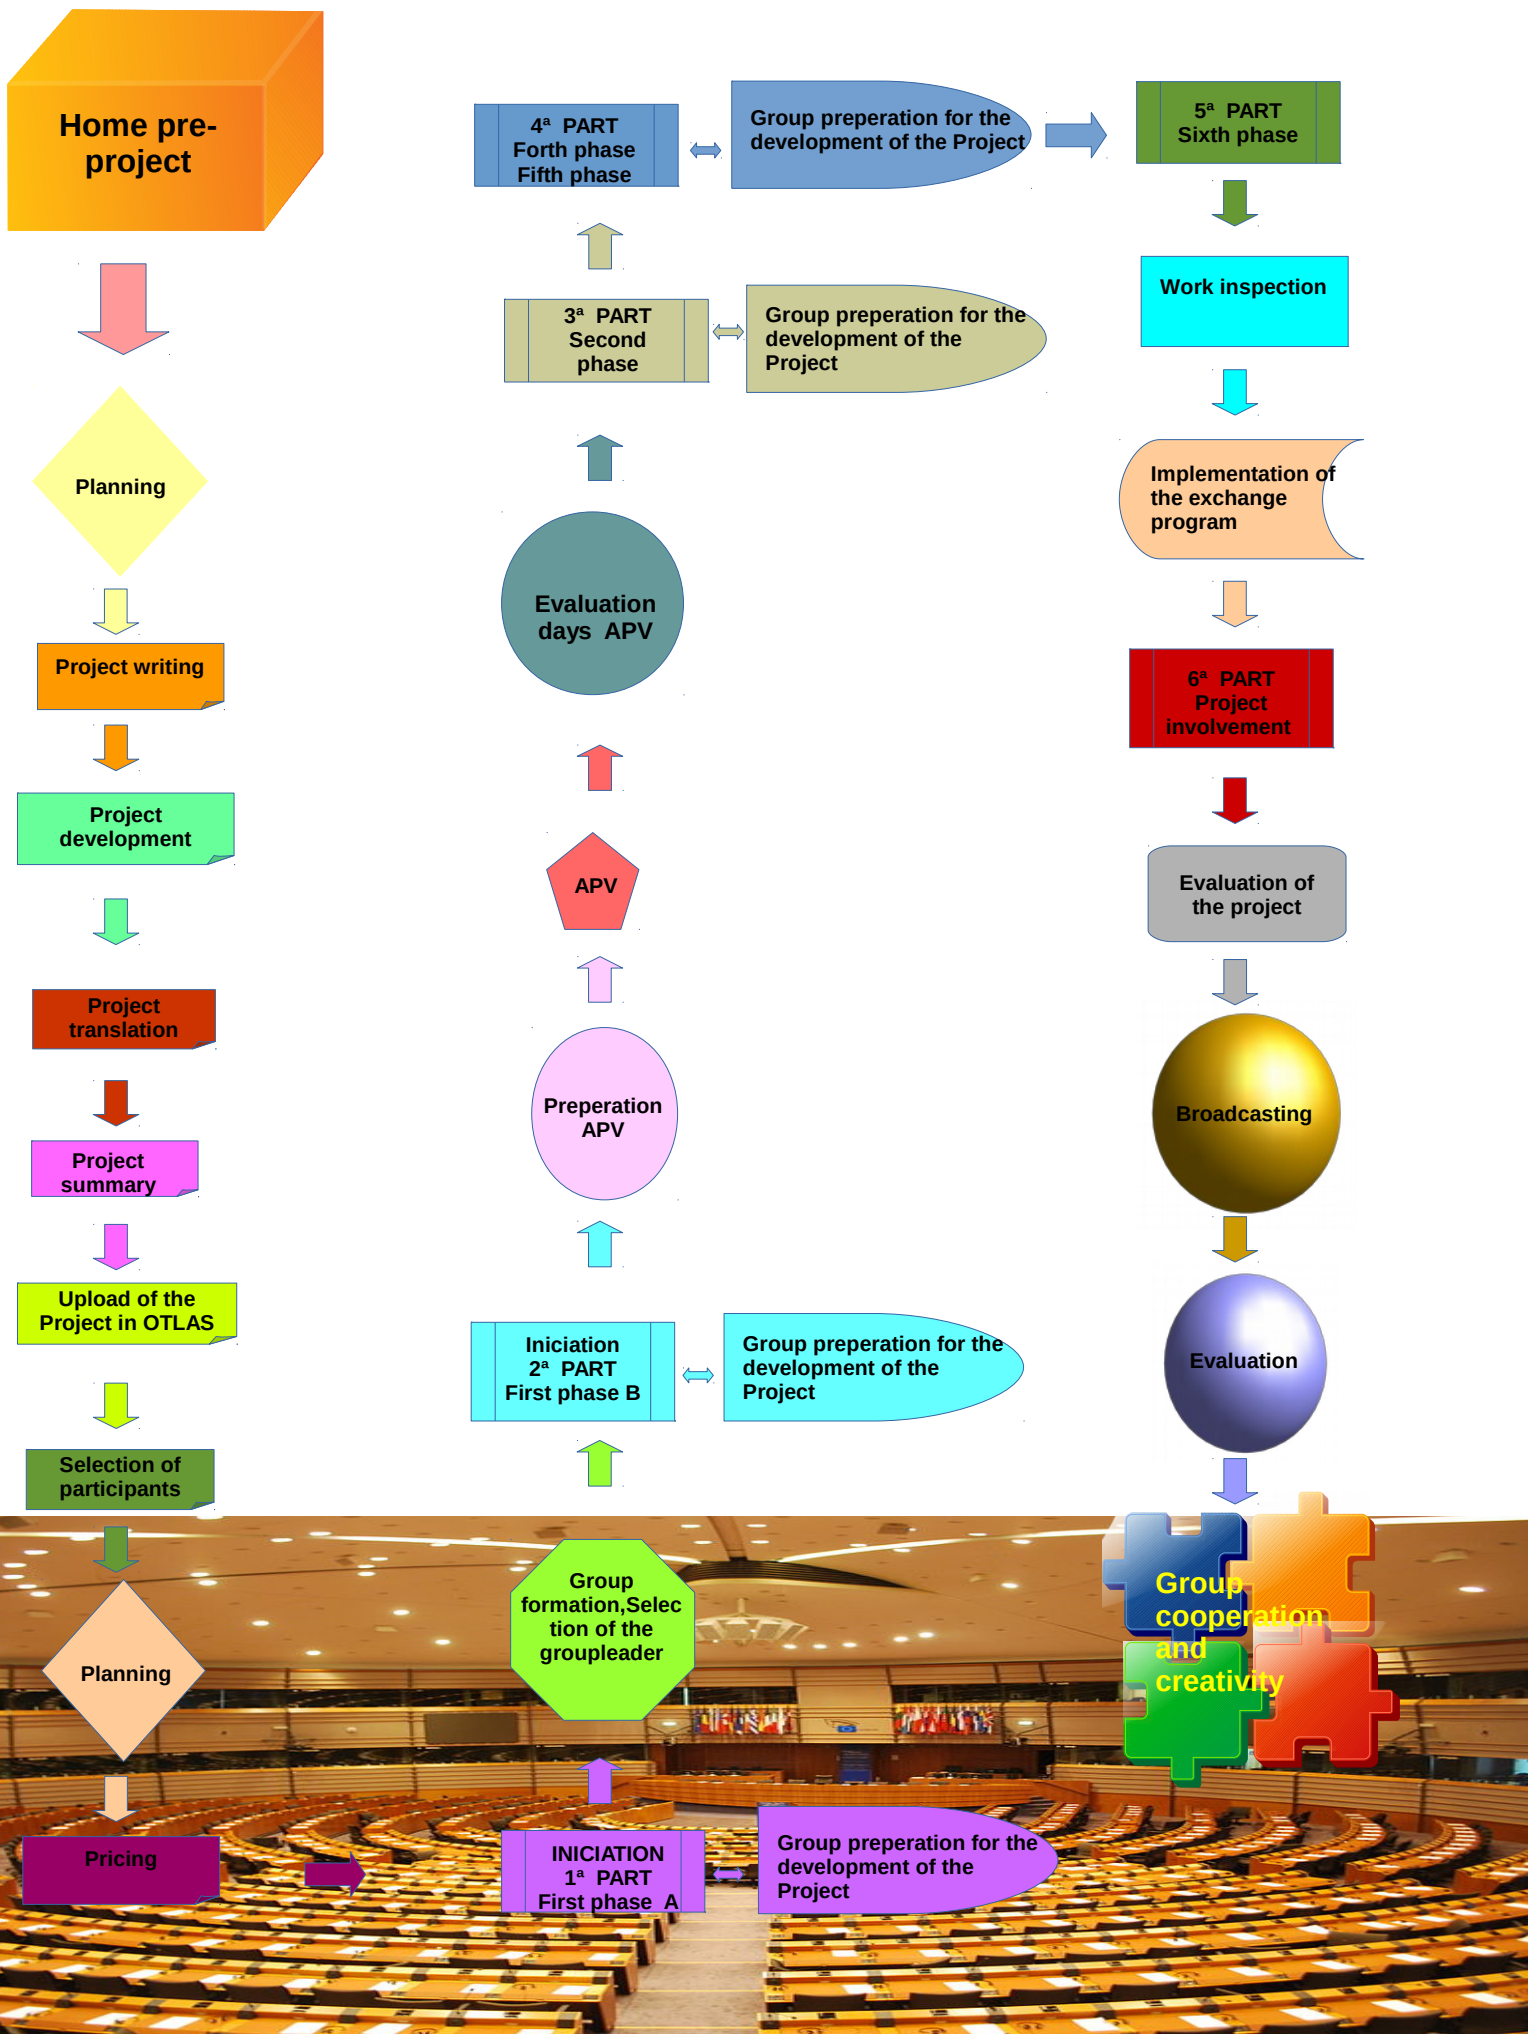 Home pre-
project
Planning
Project writing
Project
development
Project
translation
Project
summary
Upload of the
Project in OTLAS
Selection of
participants
Planning
Pricing
INICIATION
1ª PART
First phase A
Group preperation for the
development of the
Project
Group
formation,Selec
tion of the
groupleader
Iniciation
2ª PART
First phase B
Group preperation for the
development of the
Project
Preperation
APV
APV
Evaluation
days APV
3ª PART
Second
phase
Group preperation for the
development of the
Project
4ª PART
Forth phase
Fifth phase
Group preperation for the
development of the Project
5ª PART
Sixth phase
Work inspection
Implementation of
the exchange
program
6ª PART
Project
involvement
Evaluation of
the project
Broadcasting
Evaluation
Group
cooperation
and
creativity